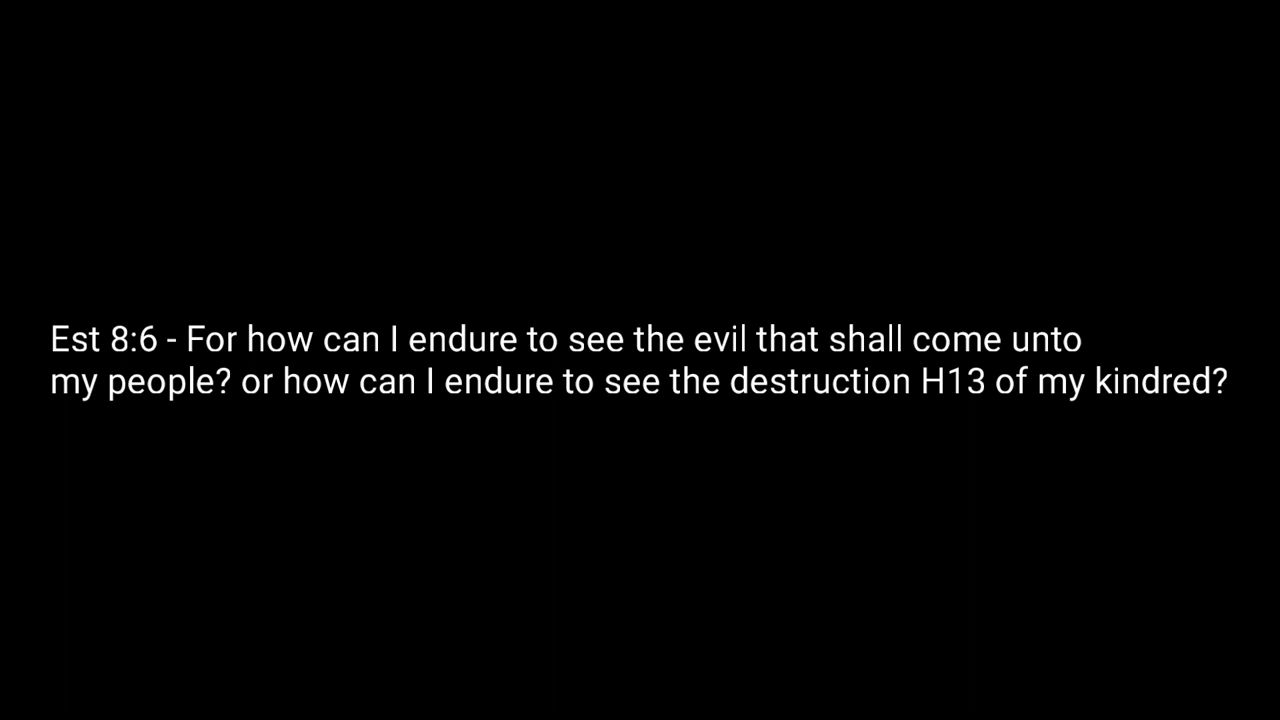 Est 8:6 - For how can I endure to see the evil that shall come unto
my people? or how can I endure to see the destruction H13 of my kindred?